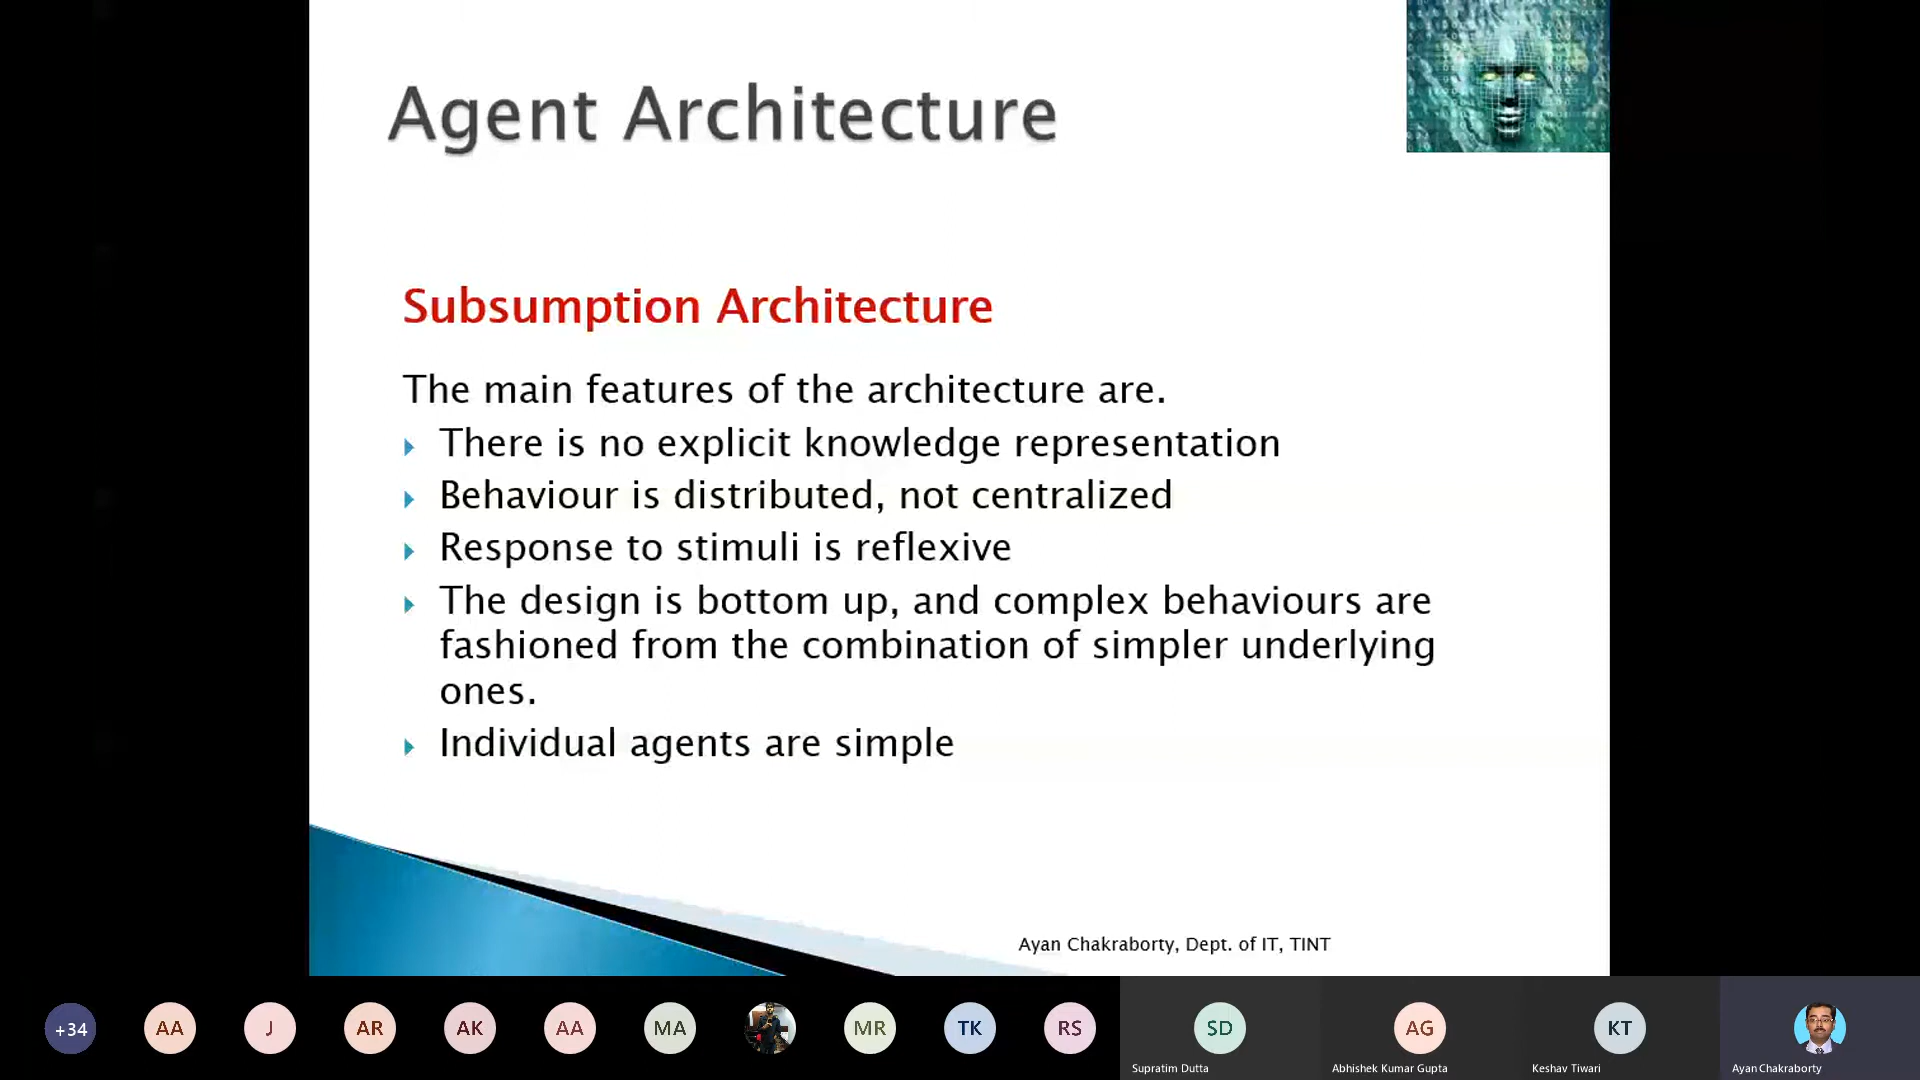 Agent Architecture
Subsumption Architecture
The main features of the architecture are.
There is no explicit knowledge representation
Behaviour is distributed, not centralized
Response to stimuli is reflexive
The design is bottom up, and complex behaviours are
fashioned from the combination of simpler underlying
ones.
Individual agents are simple
Ayan Chakraborty, Dept. of IT, TINT
+34
AA
J
AR
AK
AA
MA
MR
TK
RS
SD
AG
KT
Supratim Dutta
Abhishek Kumar Gupta
Keshav Tiwari
Ayan Chakraborty